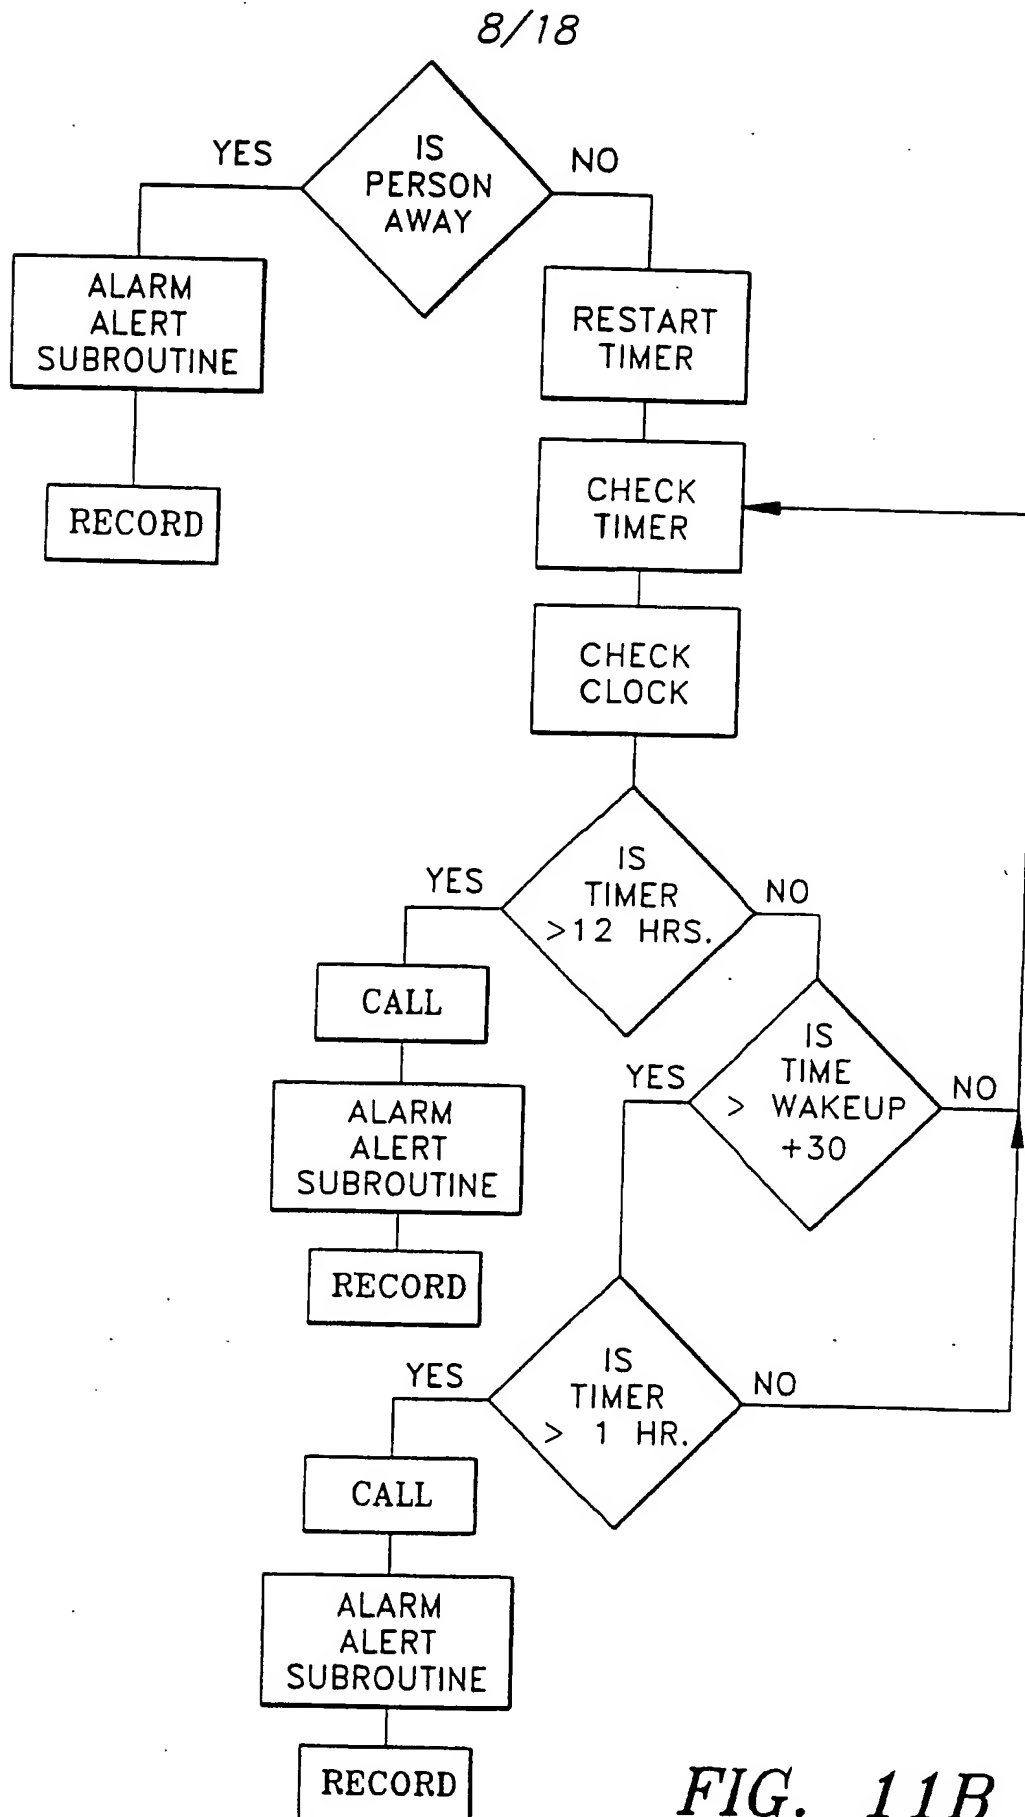 8/18
IS
PERSON
AWAY
YES
NO
ALARM
ALERT
SUBROUTINE
RECORD
RESTART
TIMER
CHECK
TIMER
CHECK
CLOCK
IS
TIMER
>12 HRS.
YES
NO
CALL
ALARM
ALERT
SUBROUTINE
RECORD
IS
TIME
> WAKEUP
+30
YES
NO
IS
TIMER
> 1 HR.
YES
NO
CALL
ALARM
ALERT
SUBROUTINE
RECORD
FIG. 11B